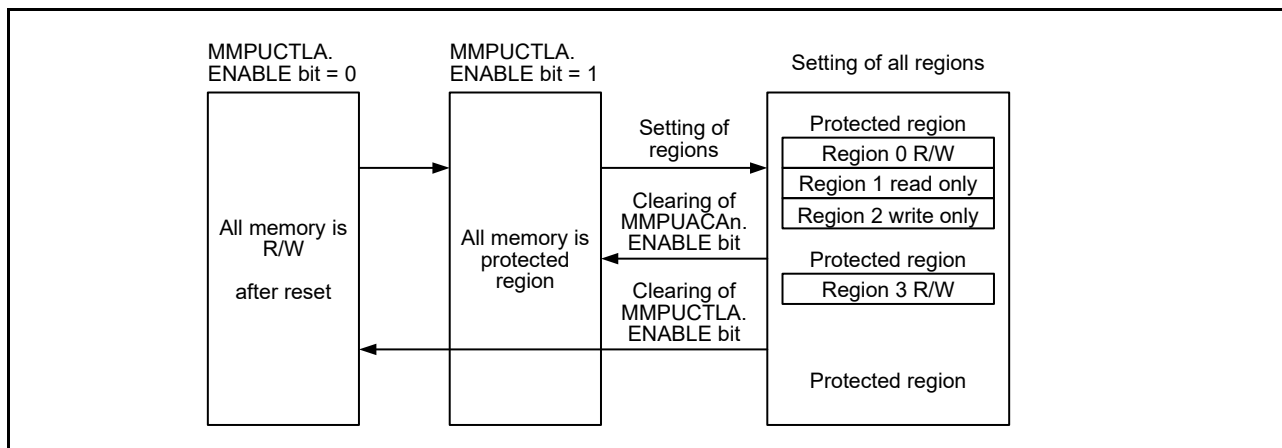 MMPUCTLA.
ENABLE bit = 0
All memory is
R/W
after reset
MMPUCTLA.
ENABLE bit = 1
All memory is
protected
region
Setting of
regions
Clearing of
MMPUACAn.
ENABLE bit
Clearing of
MMPUCTLA.
ENABLE bit
Setting of all regions
Protected region
Region 0 R/W
Region 1 read only
Region 2 write only
Protected region
Region 3 R/W
Protected region